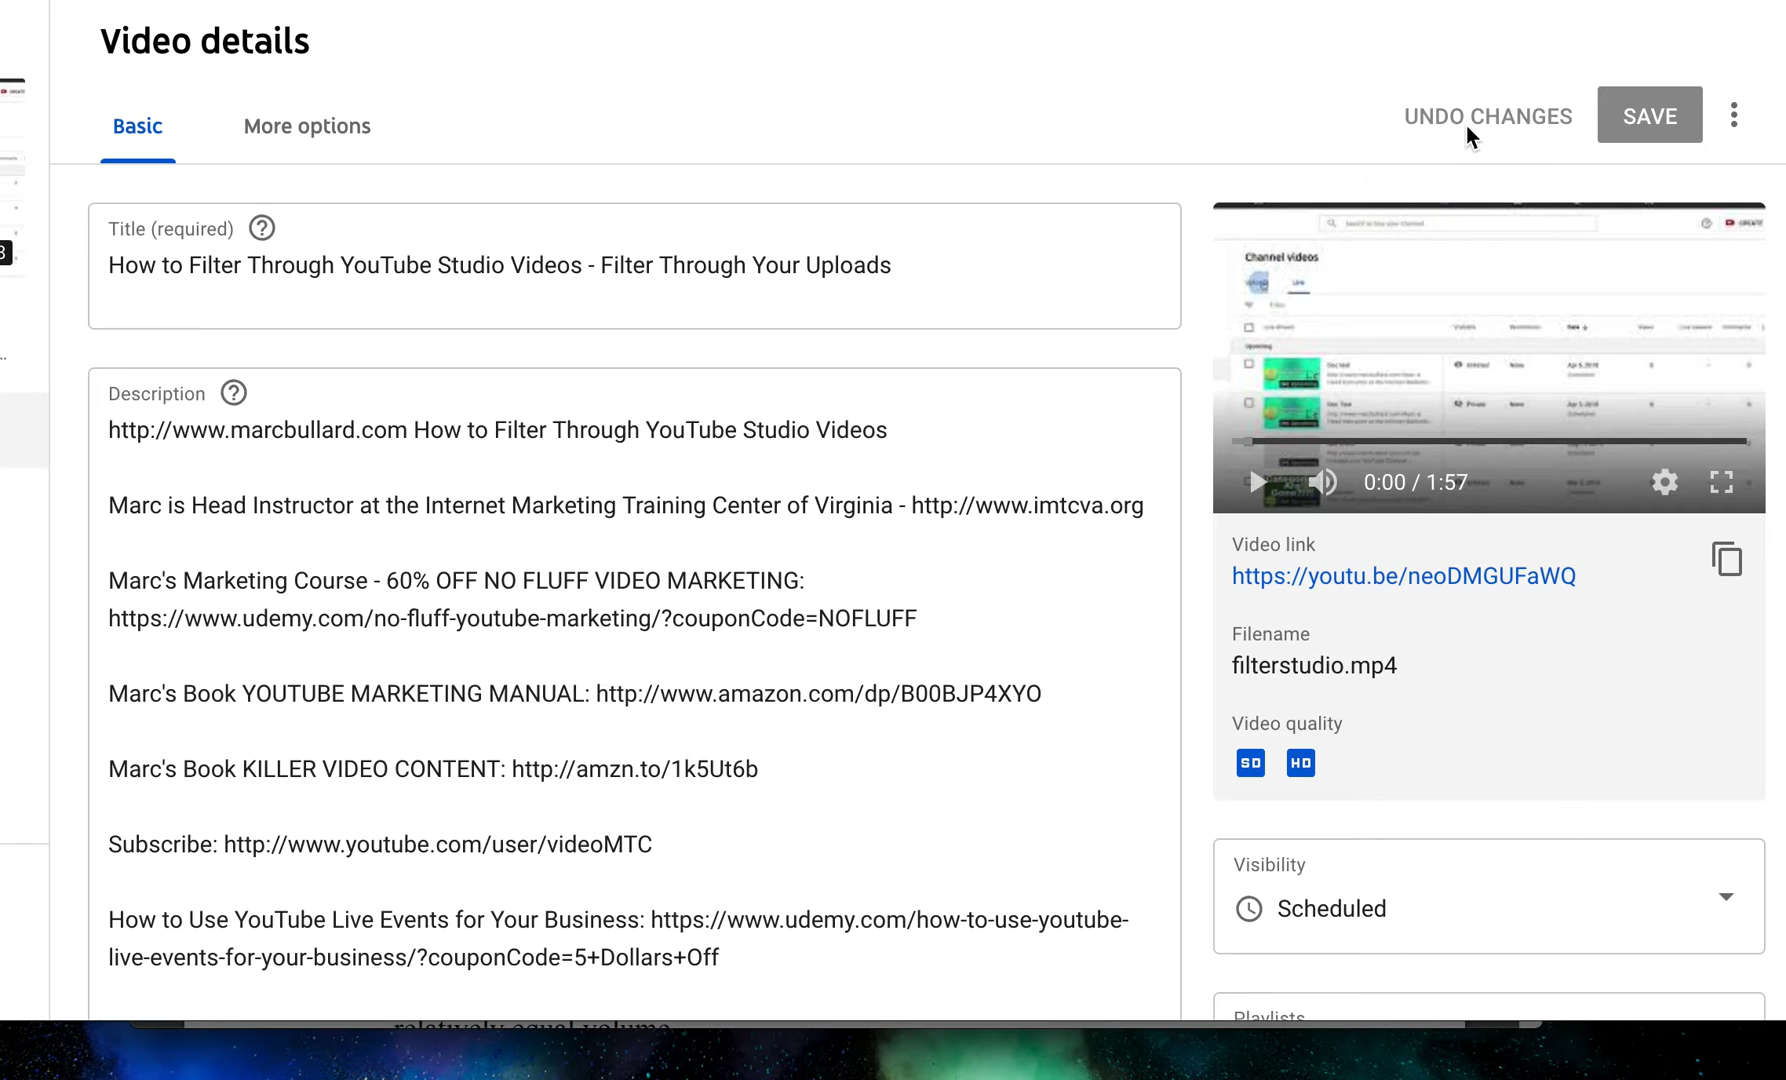 Video details
Basic
More options
UNDO CHANGES
SAVE
Title (required)
How to Filter Through YouTube Studio Videos - Filter Through Your Uploads
Description
http://www.marcbullard.com How to Filter Through YouTube Studio Videos
Marc is Head Instructor at the Internet Marketing Training Center of Virginia - http://www.imtcva.org
Marc's Marketing Course - 60% OFF NO FLUFF VIDEO MARKETING:
https://www.udemy.com/no-fluff-youtube-marketing/?couponCode=NOFLUFF
Marc's Book YOUTUBE MARKETING MANUAL: http://www.amazon.com/dp/B00BJP4XYO
Marc's Book KILLER VIDEO CONTENT: http://amzn.to/1k5Ut6b
Subscribe: http://www.youtube.com/user/videoMTC
How to Use YouTube Live Events for Your Business: https://www.udemy.com/how-to-use-youtube-
live-events-for-your-business/?couponCode=5+Dollars+Off
CREATE
Channel videos
Live
Filter
0:00 / 1:57
Video link
https://youtu.be/neoDMGUFaWQ
Filename
filterstudio.mp4
Video quality
SD HD
Visibility
Scheduled
Playlists
relatively equal volume